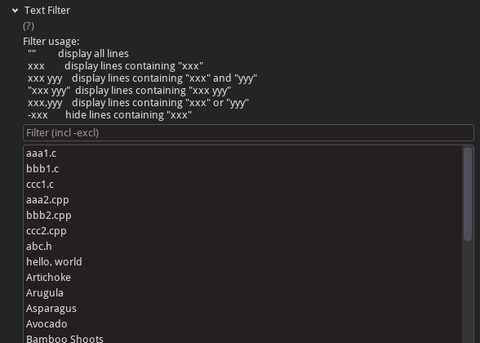 Text Filter
(?)
Filter usage:
"" display all lines
xxx display lines containing "xxx"
xxx yyy display lines containing "xxx" and "yyy"
"xxx yyy" display lines containing "xxx yyy"
xxx,yyy display lines containing "xxx" or "yyy"
-xxx hide lines containing "xxx"
Filter (incl -excl)
aaa1.c
bbb1.c
ccc1.c
aaa2.cpp
bbb2.cpp
ccc2.cpp
abc.h
hello, world
Artichoke
Arugula
Asparagus
Avocado
Bamboo Shoots